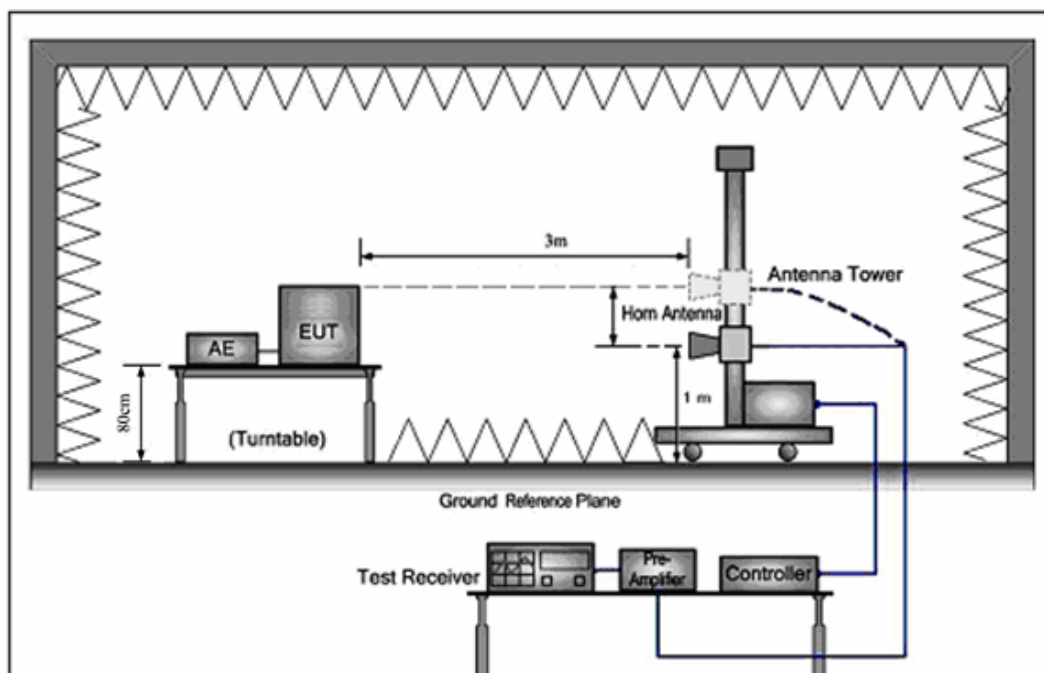 3m
Antenna Tower
Horn Antenna
EUT
AE
1 m
80cm
(Turntable)
Ground Reference Plane
Test Receiver
Pre-
Amplifier
Controller